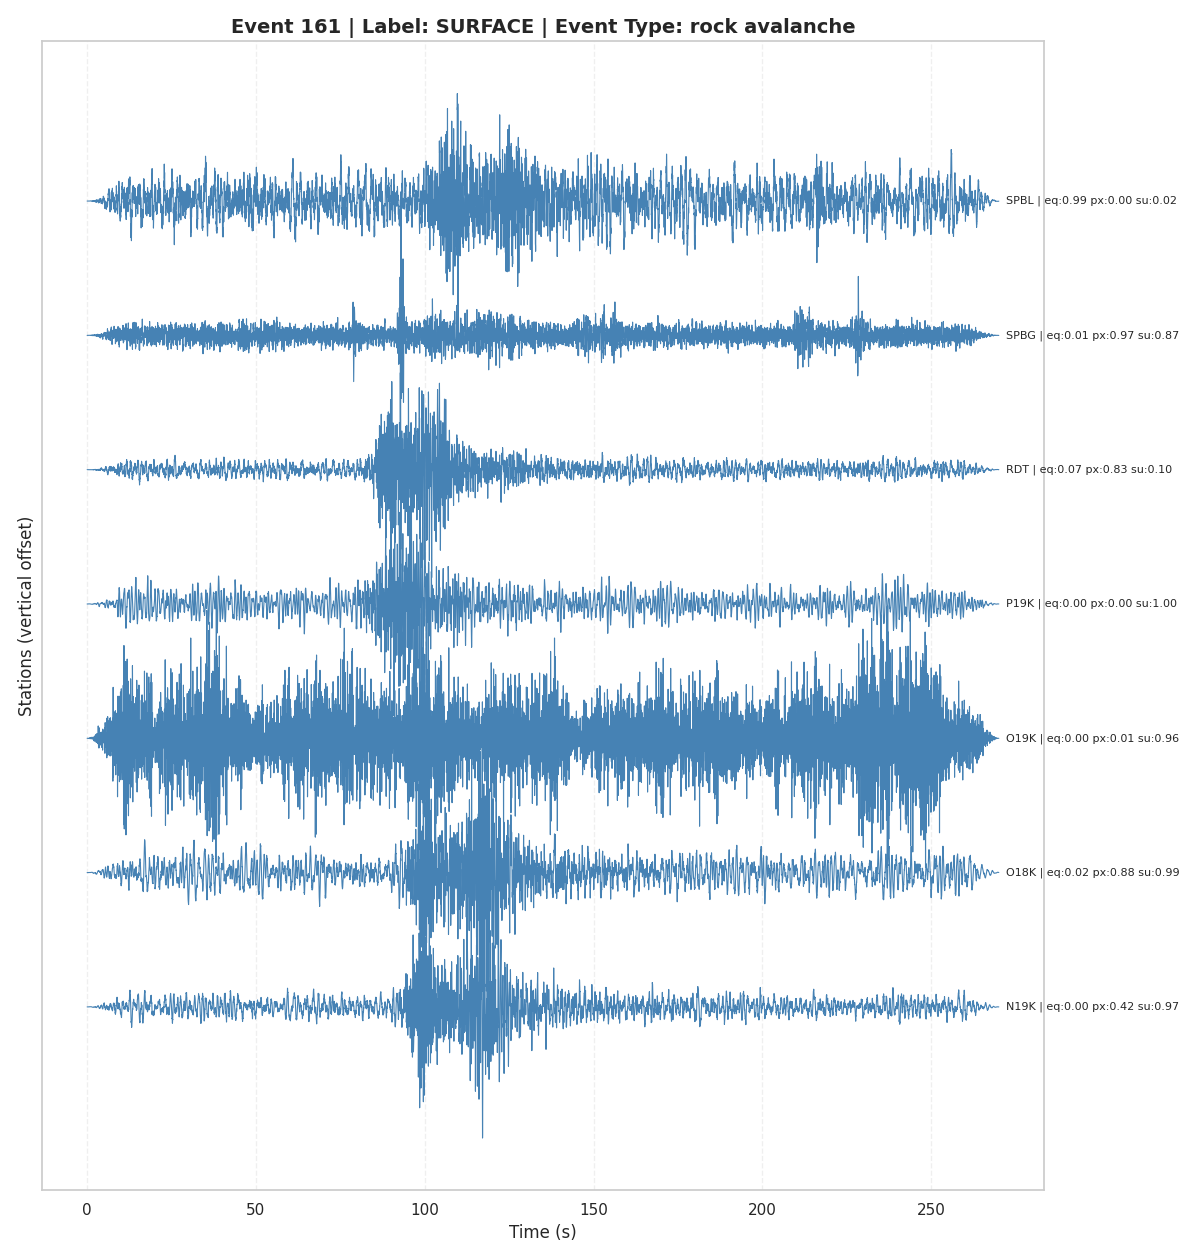 Event 161 | Label: SURFACE | Event Type: rock avalanche
SPBL | eq:0.99 px:0.00 su:0.02
SPBG | eq:0.01 px:0.97 su:0.87
RDT | eq:0.07 px:0.83 su:0.10
P19K | eq:0.00 px:0.00 su:1.00
O19K | eq:0.00 px:0.01 su:0.96
O18K | eq:0.02 px:0.88 su:0.99
N19K | eq:0.00 px:0.42 su:0.97
Stations (vertical offset)
0 50 100 150 200 250
Time (s)